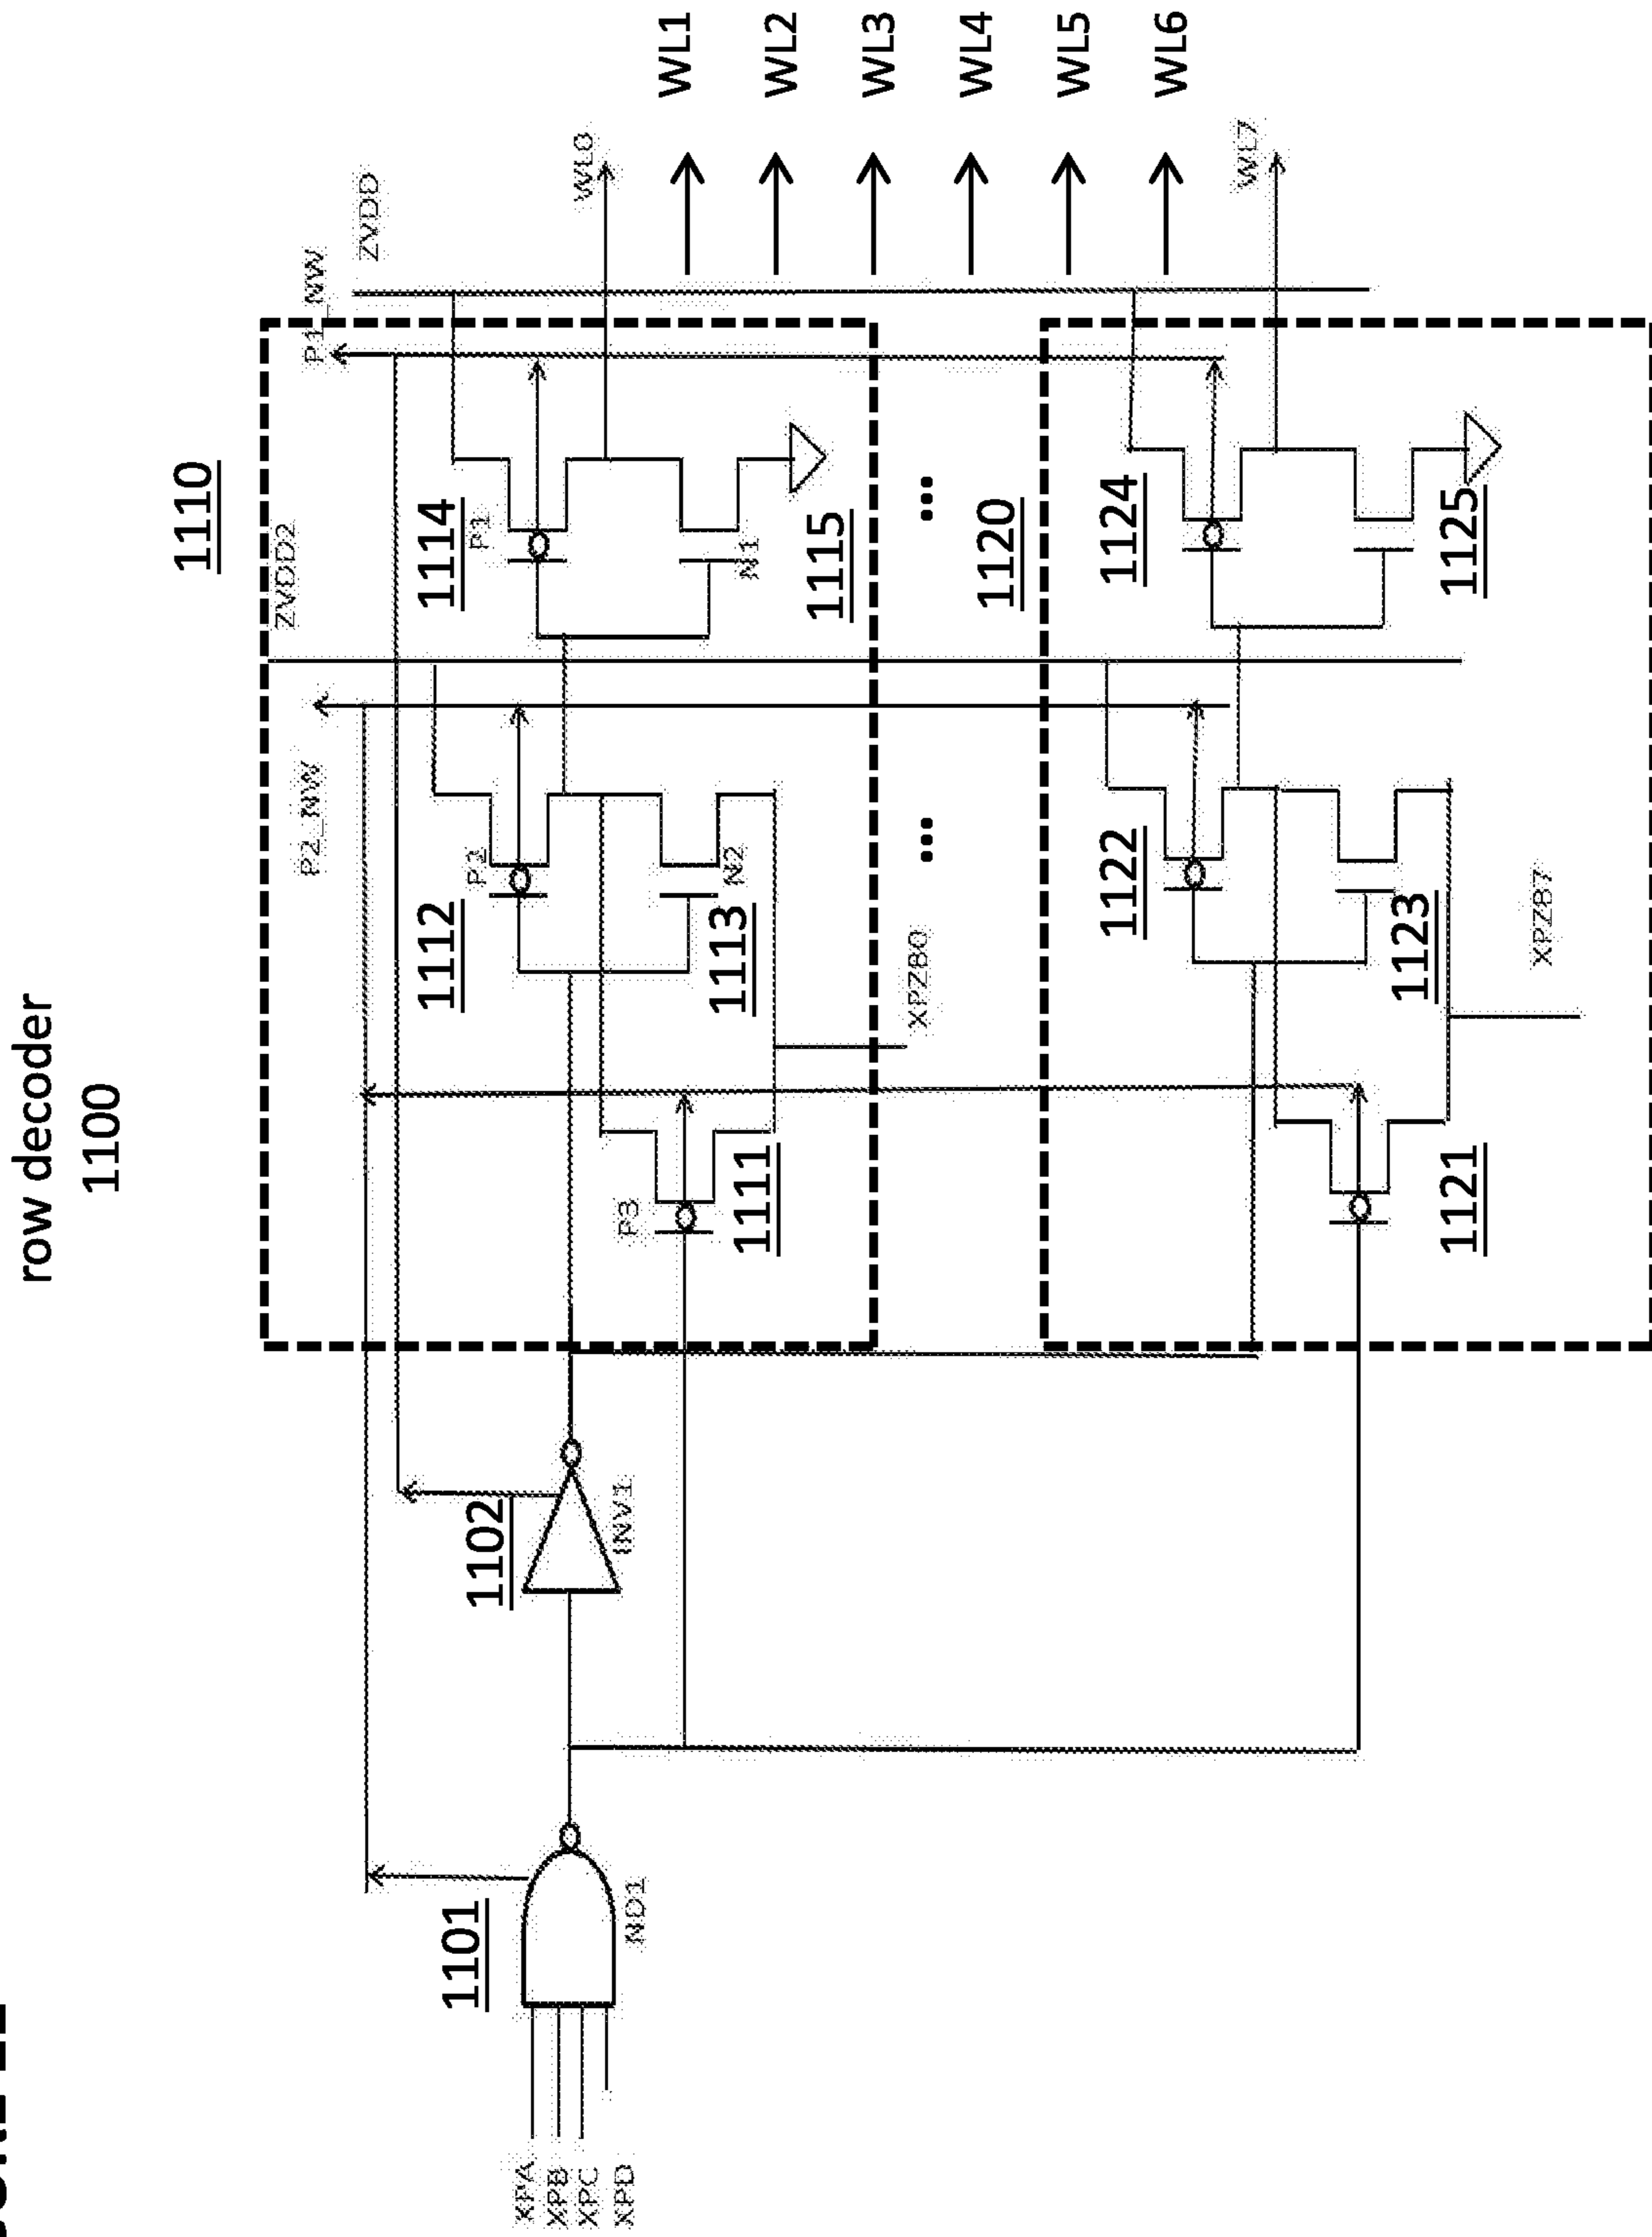 row decoder
1100
1110
P2_NW
ZVDD2
P1_NW
ZVDD
1101
1102
1112
1114
P1
WL0
WL1
WL2
WL3
WL4
WL5
WL6
XPA
XPB
XPC
XPD
ND1
INV1
P3
1111
1113
N2
N1
1115
XPZB0
...
...
1120
1122
1124
WL7
1121
1123
1125
XPZB7